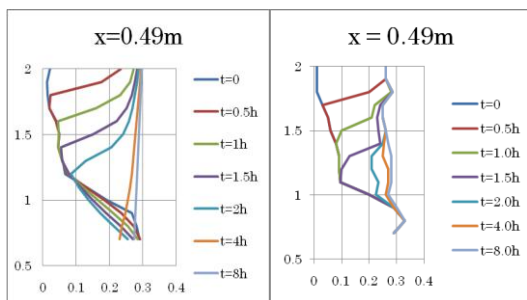 x=0.49m
2
1.5
1
0.5
0 0.1 0.2 0.3 0.4
t=0
t=0.5h
t=1h
t=1.5h
t=2h
t=4h
t=8h
x = 0.49m
2
1.5
1
0.5
0 0.1 0.2 0.3 0.4
t=0
t=0.5h
t=1.0h
t=1.5h
t=2.0h
t=4.0h
t=8.0h